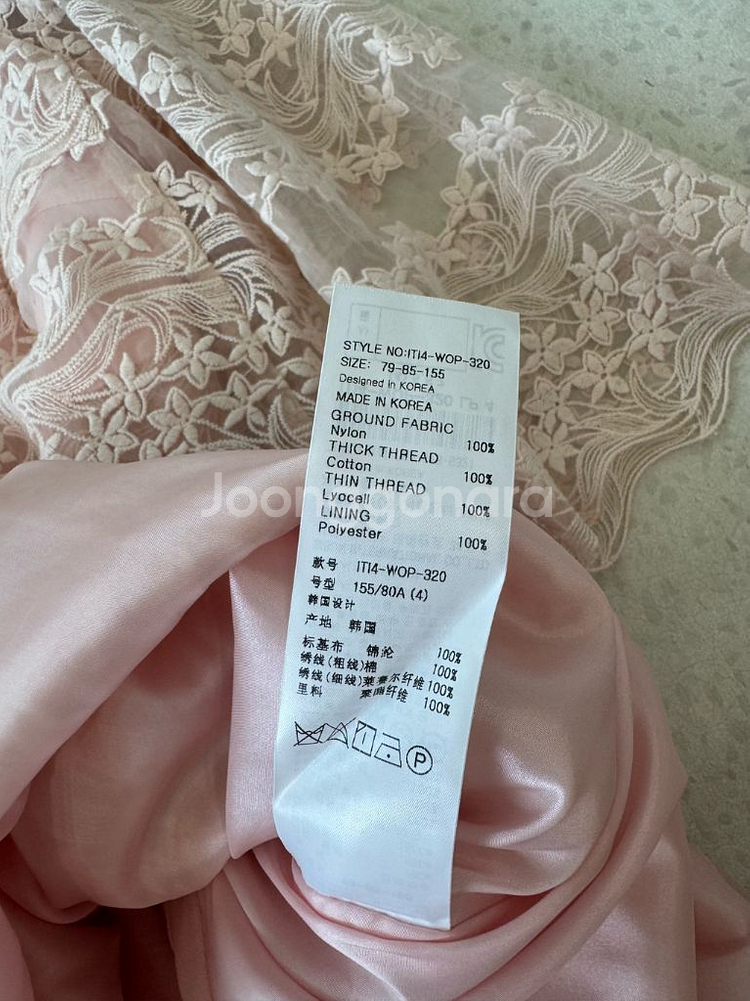 STYLE NO:ITI4-WOP-320
SIZE: 79-85-155
Designed in KOREA
MADE IN KOREA
GROUND FABRIC
Nylon 100%
THICK THREAD
Cotton 100%
THIN THREAD
Lyocell 100%
LINING
Polyester 100%
款号 ITI4-WOP-320
号型 155/80A (4)
韩国设计
产地 韩国
标基布 锦沦 100%
绣线(粗线)棉 100%
绣线(细线)莱赛尔纤维 100%
里料 聚酯纤维 100%
P
Joonggonara